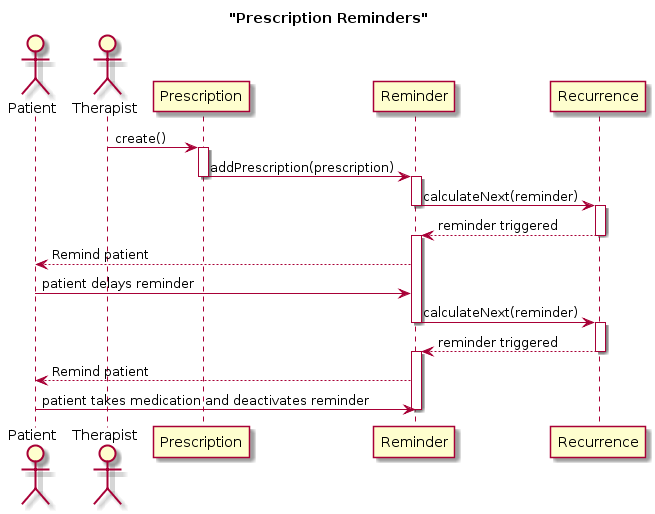 "Prescription Reminders"
Patient
Therapist
Prescription
Reminder
Recurrence
create()
addPrescription(prescription)
calculateNext(reminder)
reminder triggered
Remind patient
patient delays reminder
calculateNext(reminder)
reminder triggered
Remind patient
patient takes medication and deactivates reminder
Patient
Therapist
Prescription
Reminder
Recurrence